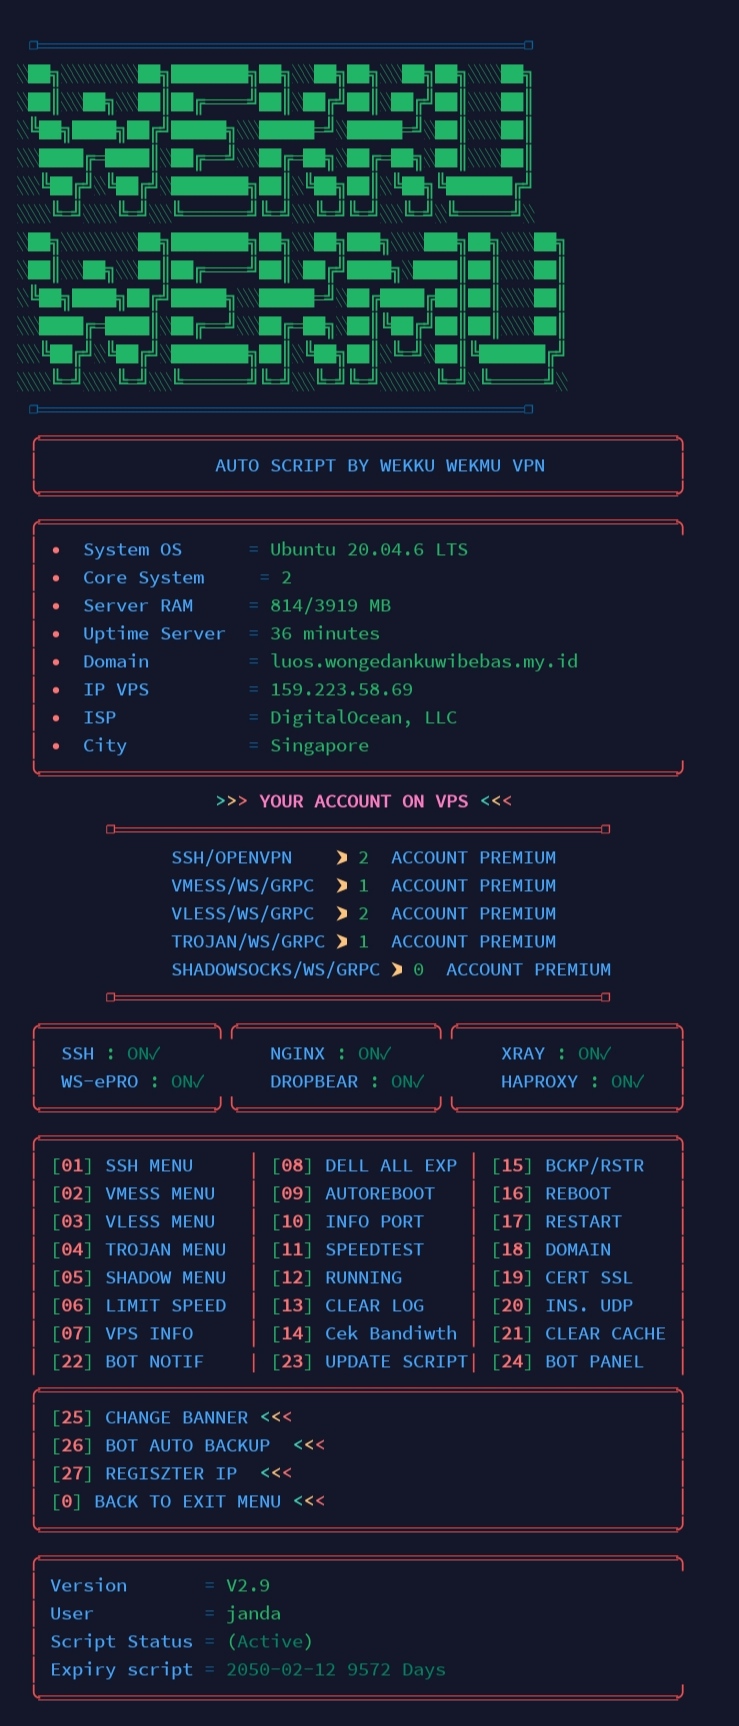 WEKKU
WEKMU
AUTO SCRIPT BY WEKKU WEKMU VPN
• System OS = Ubuntu 20.04.6 LTS
• Core System = 2
• Server RAM = 814/3919 MB
• Uptime Server = 36 minutes
• Domain = luos.wongedankuwibebas.my.id
• IP VPS = 159.223.58.69
• ISP = DigitalOcean, LLC
• City = Singapore
>>> YOUR ACCOUNT ON VPS <<<
SSH/OPENVPN ➤ 2 ACCOUNT PREMIUM
VMESS/WS/GRPC ➤ 1 ACCOUNT PREMIUM
VLESS/WS/GRPC ➤ 2 ACCOUNT PREMIUM
TROJAN/WS/GRPC ➤ 1 ACCOUNT PREMIUM
SHADOWSOCKS/WS/GRPC ➤ 0 ACCOUNT PREMIUM
SSH : ON✓ NGINX : ON✓ XRAY : ON✓
WS-ePRO : ON✓ DROPBEAR : ON✓ HAPROXY : ON✓
[01] SSH MENU | [08] DELL ALL EXP | [15] BCKP/RSTR
[02] VMESS MENU | [09] AUTOREBOOT | [16] REBOOT
[03] VLESS MENU | [10] INFO PORT | [17] RESTART
[04] TROJAN MENU | [11] SPEEDTEST | [18] DOMAIN
[05] SHADOW MENU | [12] RUNNING | [19] CERT SSL
[06] LIMIT SPEED | [13] CLEAR LOG | [20] INS. UDP
[07] VPS INFO | [14] Cek Bandiwth | [21] CLEAR CACHE
[22] BOT NOTIF | [23] UPDATE SCRIPT| [24] BOT PANEL
[25] CHANGE BANNER <<<
[26] BOT AUTO BACKUP <<<
[27] REGISZTER IP <<<
[0] BACK TO EXIT MENU <<<
Version = V2.9
User = janda
Script Status = (Active)
Expiry script = 2050-02-12 9572 Days